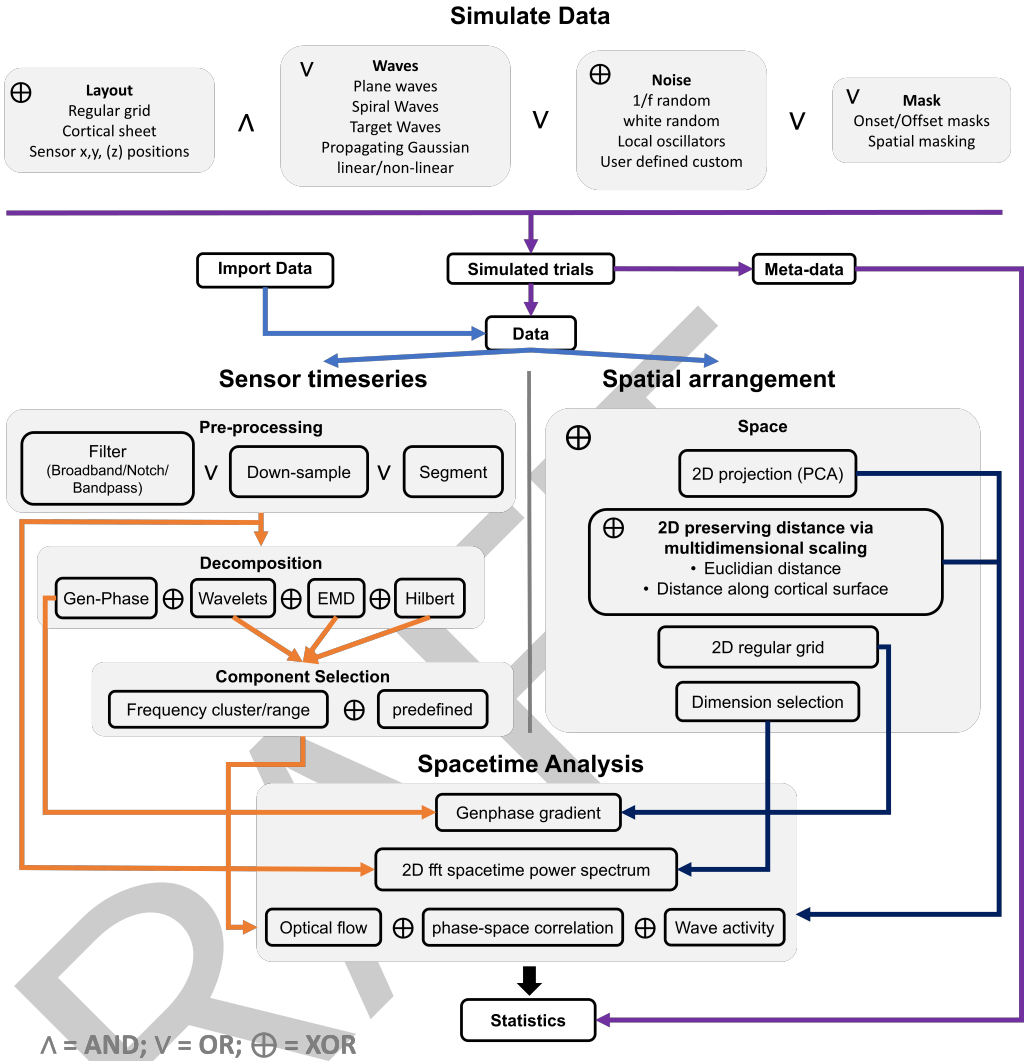 Simulate Data
⊕ Layout
Regular grid
Cortical sheet
Sensor x,y, (z) positions
∧
∨ Waves
Plane waves
Spiral Waves
Target Waves
Propagating Gaussian
linear/non-linear
∨
⊕ Noise
1/f random
white random
Local oscillators
User defined custom
∨
∨ Mask
Onset/Offset masks
Spatial masking
Import Data
Simulated trials
Meta-data
Data
Sensor timeseries
Spatial arrangement
Pre-processing
Filter
(Broadband/Notch/
Bandpass)
∨
Down-sample
∨
Segment
Decomposition
Gen-Phase ⊕ Wavelets ⊕ EMD ⊕ Hilbert
Component Selection
Frequency cluster/range ⊕ predefined
⊕ Space
2D projection (PCA)
⊕ 2D preserving distance via
multidimensional scaling
• Euclidian distance
• Distance along cortical surface
2D regular grid
Dimension selection
Spacetime Analysis
Genphase gradient
2D fft spacetime power spectrum
Optical flow ⊕ phase-space correlation ⊕ Wave activity
Statistics
∧ = AND; ∨ = OR; ⊕ = XOR